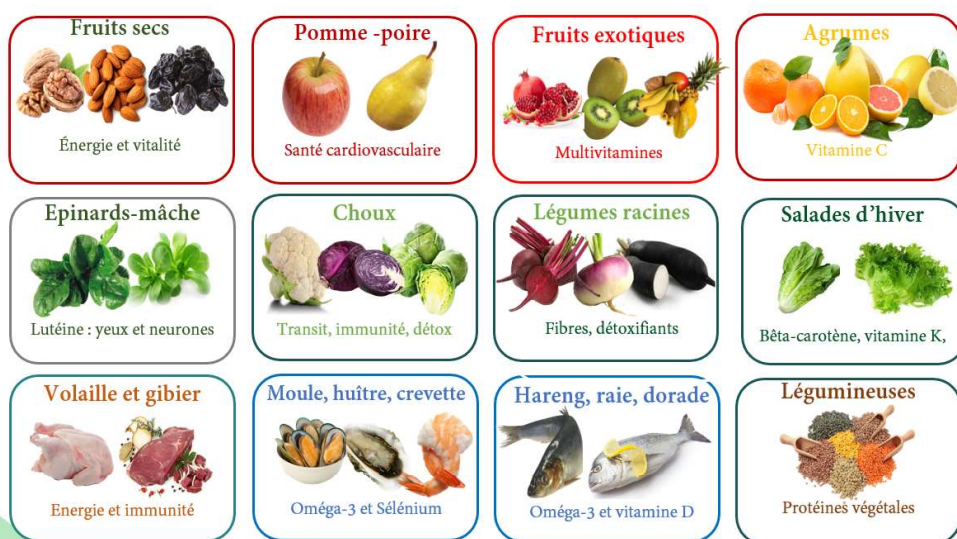 Fruits secs
Énergie et vitalité
Pomme -poire
Santé cardiovasculaire
Fruits exotiques
Multivitamines
Agrumes
Vitamine C
Epinards-mâche
Lutéine : yeux et neurones
Choux
Transit, immunité, détox
Légumes racines
Fibres, détoxifiants
Salades d’hiver
Bêta-carotène, vitamine K,
Volaille et gibier
Energie et immunité
Moule, huître, crevette
Oméga-3 et Sélénium
Hareng, raie, dorade
Oméga-3 et vitamine D
Légumineuses
Protéines végétales